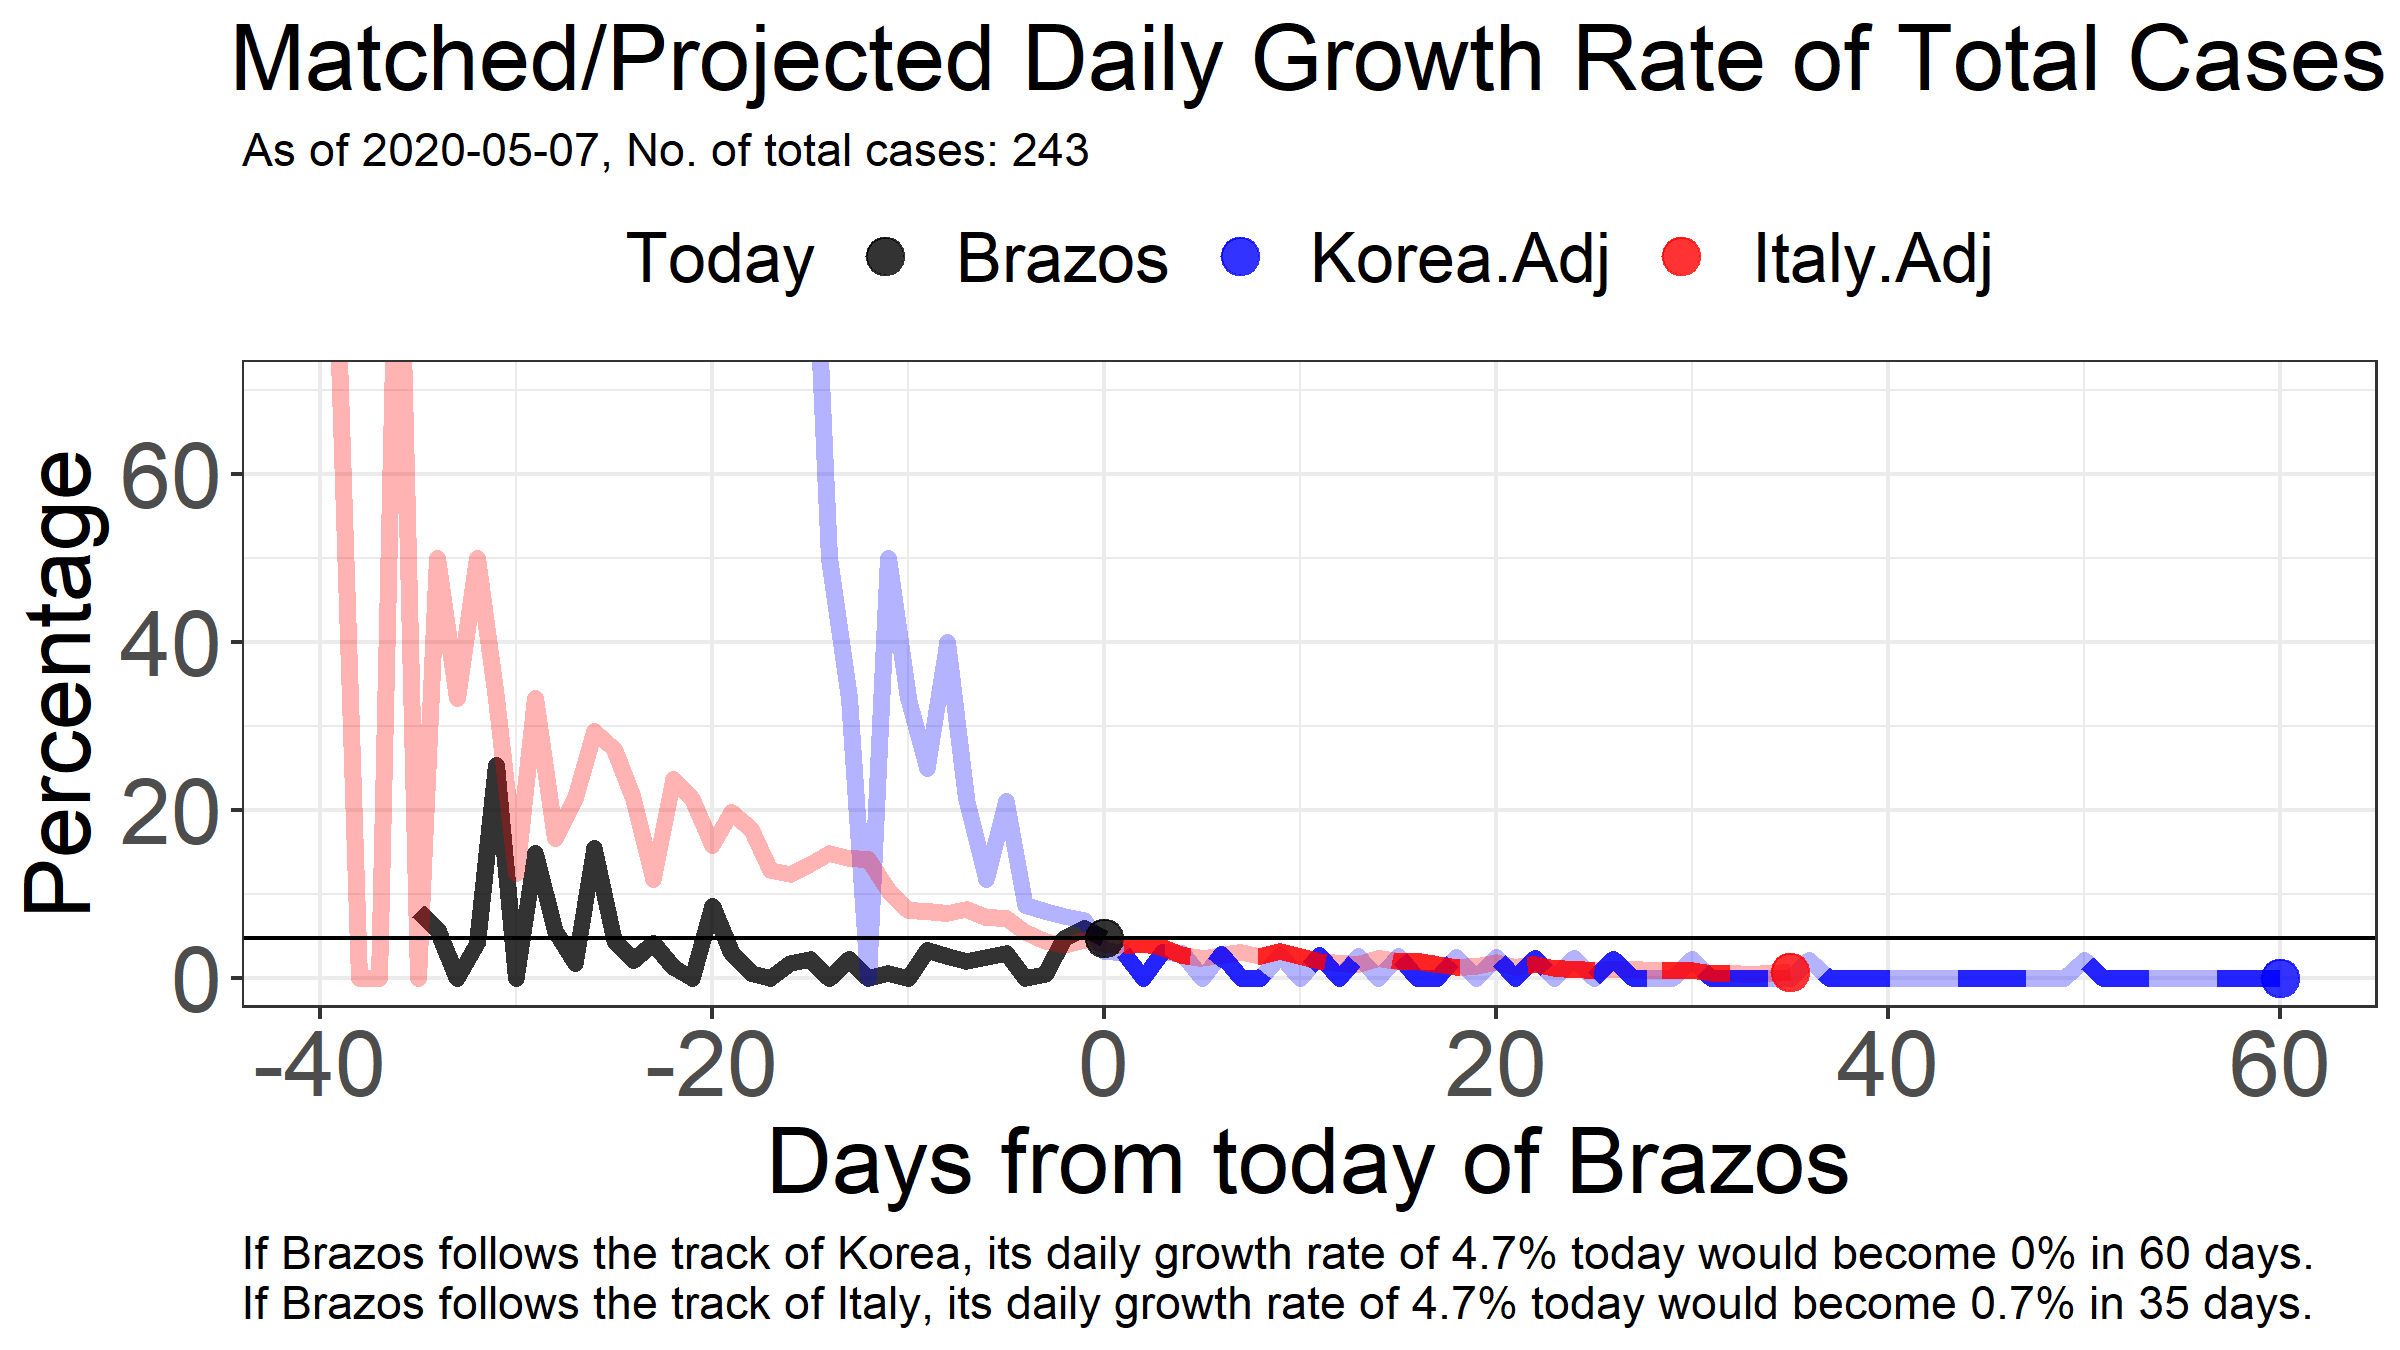 Matched/Projected Daily Growth Rate of Total Cases
As of 2020-05-07, No. of total cases: 243
Today Brazos Korea.Adj Italy.Adj
Percentage
60
40
20
0
-40 -20 0 20 40 60
Days from today of Brazos
If Brazos follows the track of Korea, its daily growth rate of 4.7% today would become 0% in 60 days.
If Brazos follows the track of Italy, its daily growth rate of 4.7% today would become 0.7% in 35 days.